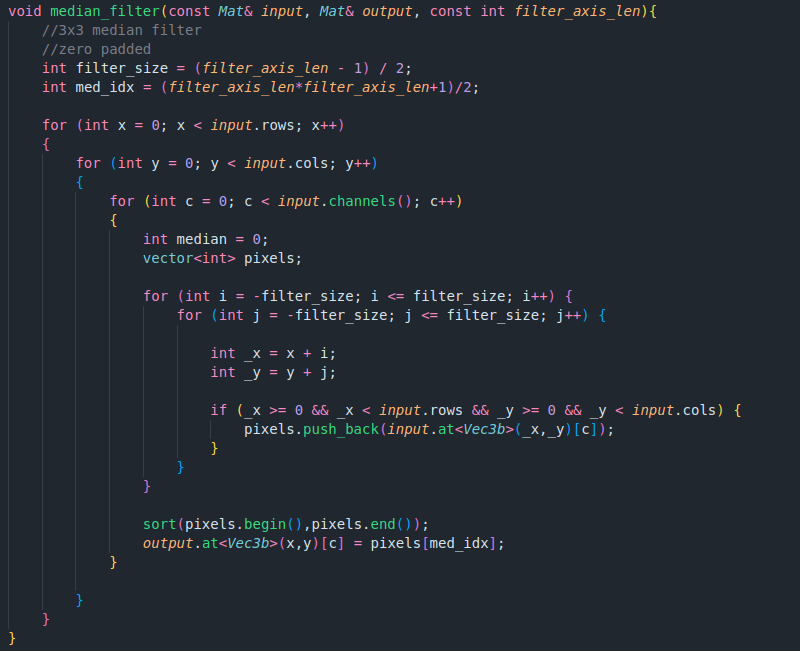 void median_filter(const Mat& input, Mat& output, const int filter_axis_len){
    //3x3 median filter
    //zero padded
    int filter_size = (filter_axis_len - 1) / 2;
    int med_idx = (filter_axis_len*filter_axis_len+1)/2;

    for (int x = 0; x < input.rows; x++)
    {
        for (int y = 0; y < input.cols; y++)
        {
            for (int c = 0; c < input.channels(); c++)
            {
                int median = 0;
                vector<int> pixels;

                for (int i = -filter_size; i <= filter_size; i++) {
                    for (int j = -filter_size; j <= filter_size; j++) {

                        int _x = x + i;
                        int _y = y + j;

                        if (_x >= 0 && _x < input.rows && _y >= 0 && _y < input.cols) {
                            pixels.push_back(input.at<Vec3b>(_x,_y)[c]);
                        }
                    }
                }

                sort(pixels.begin(),pixels.end());
                output.at<Vec3b>(x,y)[c] = pixels[med_idx];
            }

        }
    }
}